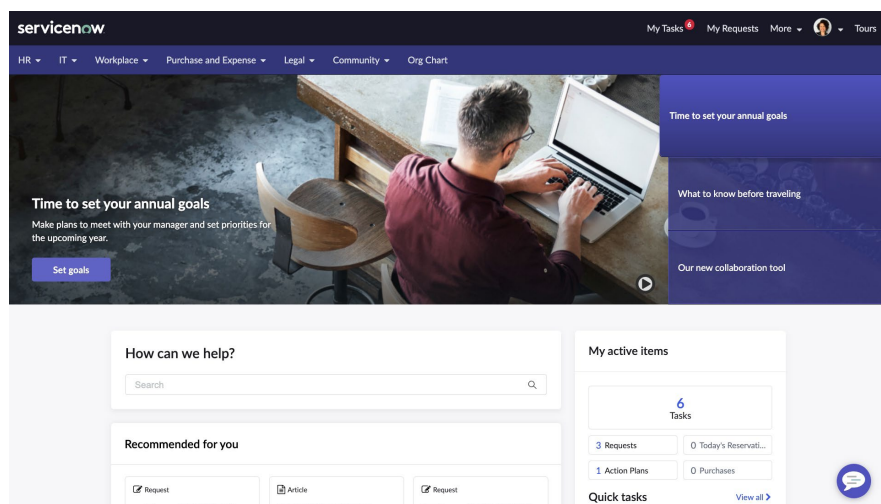 servicenow
My Tasks 6 My Requests More Tours
HR IT Workplace Purchase and Expense Legal Community Org Chart
Time to set your annual goals
Make plans to meet with your manager and set priorities for
the upcoming year.
Set goals
Time to set your annual goals
What to know before traveling
Our new collaboration tool
How can we help?
Search
Recommended for you
Request
Article
Request
My active items
6
Tasks
3 Requests
0 Today's Reservati...
1 Action Plans
0 Purchases
Quick tasks
View all